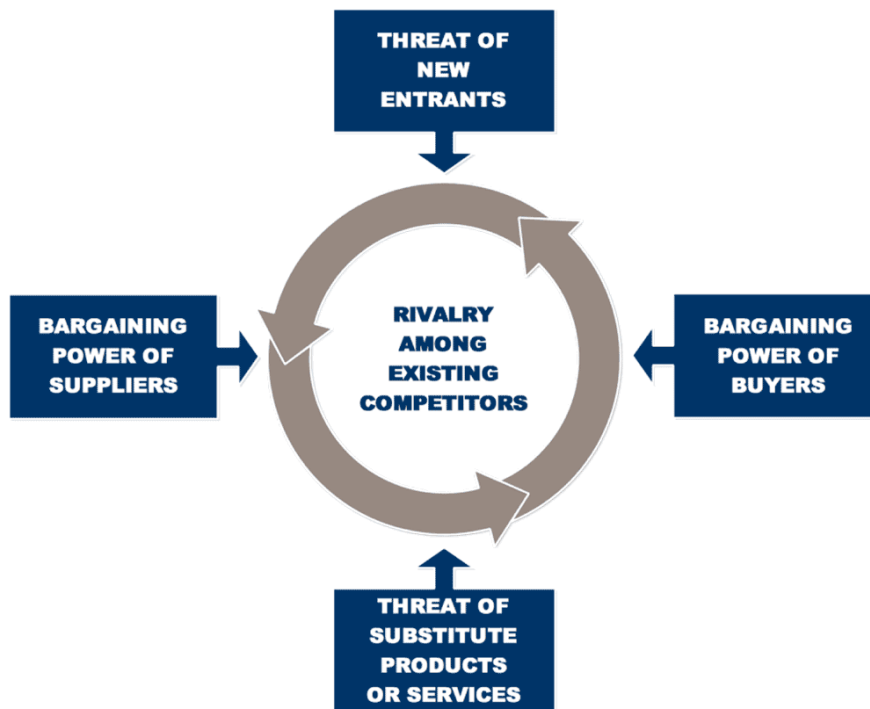 THREAT OF
NEW
ENTRANTS
BARGAINING
POWER OF
SUPPLIERS
RIVALRY
AMONG
EXISTING
COMPETITORS
BARGAINING
POWER OF
BUYERS
THREAT OF
SUBSTITUTE
PRODUCTS
OR SERVICES